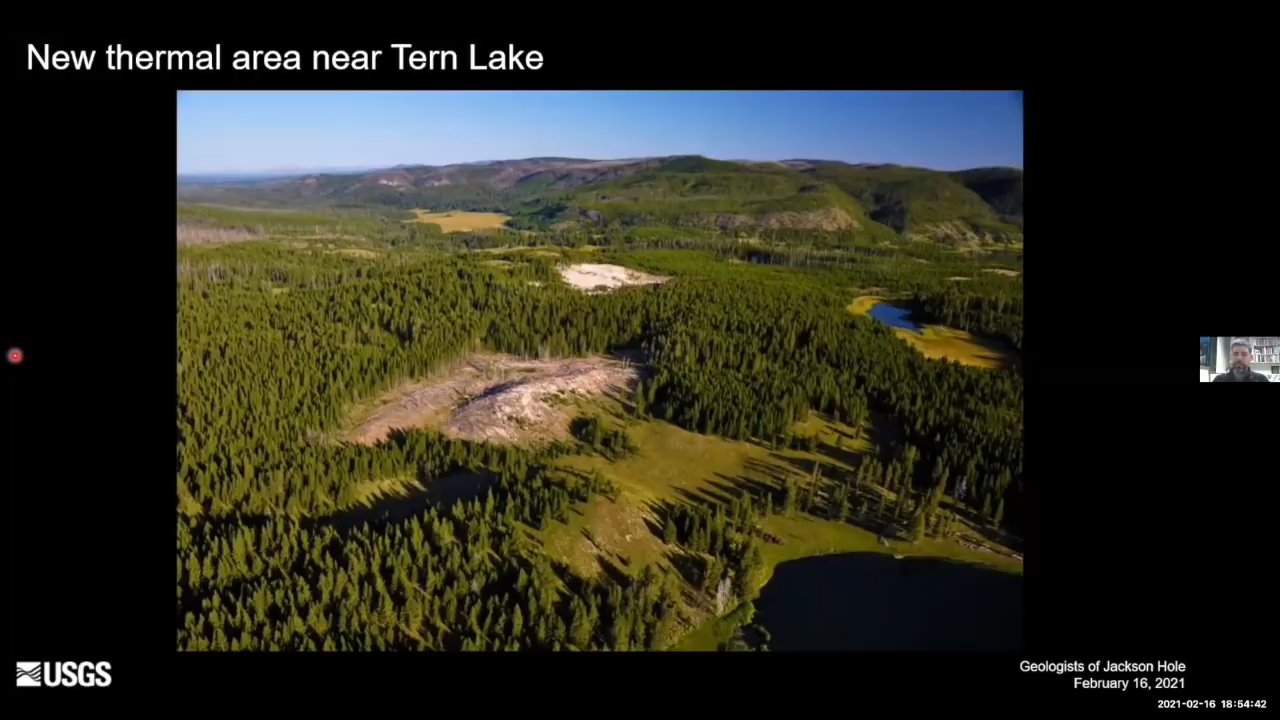 New thermal area near Tern Lake
USGS
Geologists of Jackson Hole
February 16, 2021
2021-02-16 18:54:42